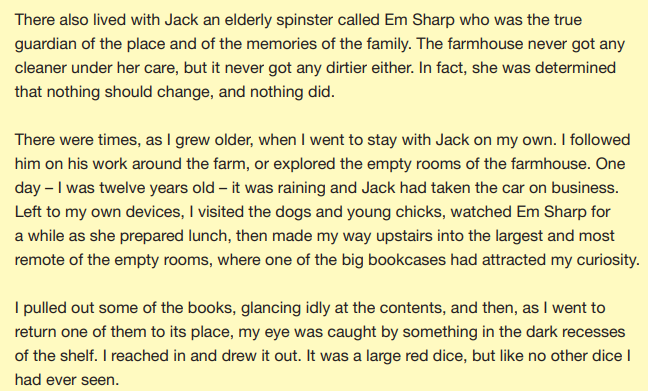 There also lived with Jack an elderly spinster called Em Sharp who was the true
guardian of the place and of the memories of the family. The farmhouse never got any
cleaner under her care, but it never got any dirtier either. In fact, she was determined
that nothing should change, and nothing did.
There were times, as I grew older, when I went to stay with Jack on my own. I followed
him on his work around the farm, or explored the empty rooms of the farmhouse. One
day – I was twelve years old – it was raining and Jack had taken the car on business.
Left to my own devices, I visited the dogs and young chicks, watched Em Sharp for
a while as she prepared lunch, then made my way upstairs into the largest and most
remote of the empty rooms, where one of the big bookcases had attracted my curiosity.
I pulled out some of the books, glancing idly at the contents, and then, as I went to
return one of them to its place, my eye was caught by something in the dark recesses
of the shelf. I reached in and drew it out. It was a large red dice, but like no other dice I
had ever seen.